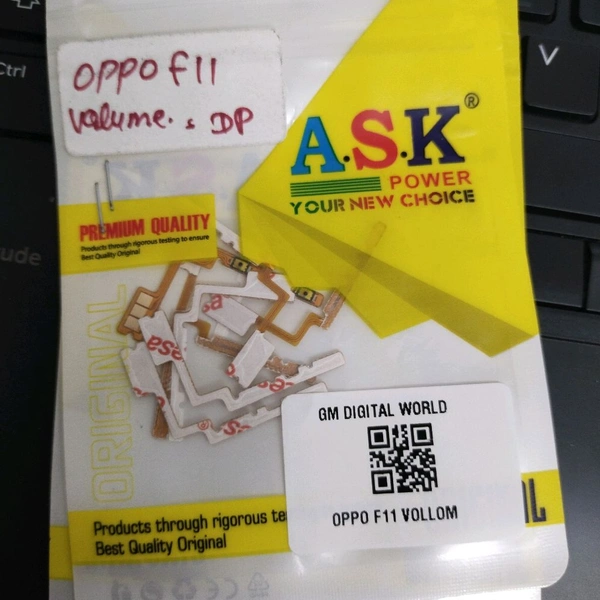 Ctrl
OPPO F11
Volume. s DP
A.S.K®
POWER
YOUR NEW CHOICE
PREMIUM QUALITY
Products through rigorous testing to ensure
Best Quality Original
ORIGINAL
GM DIGITAL WORLD
OPPO F11 VOLLOM
Products through rigorous te
Best Quality Original